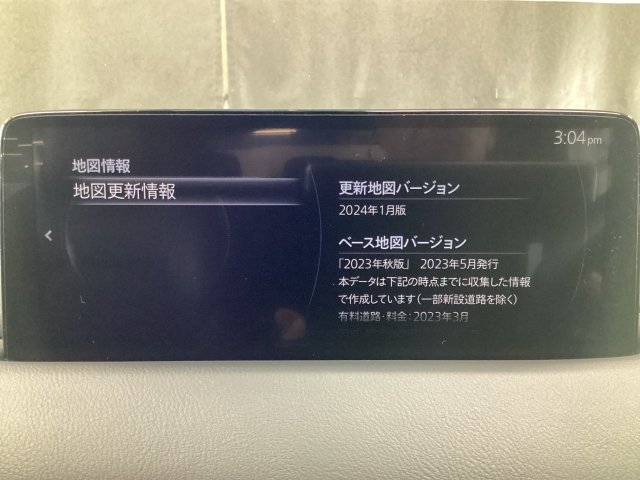 3:04pm
地図情報
地図更新情報
更新地図バージョン
2024年1月版
ベース地図バージョン
「2023年秋版」 2023年5月発行
本データは下記の時点までに収集した情報
で作成しています(一部新設道路を除く)
有料道路・料金:2023年3月